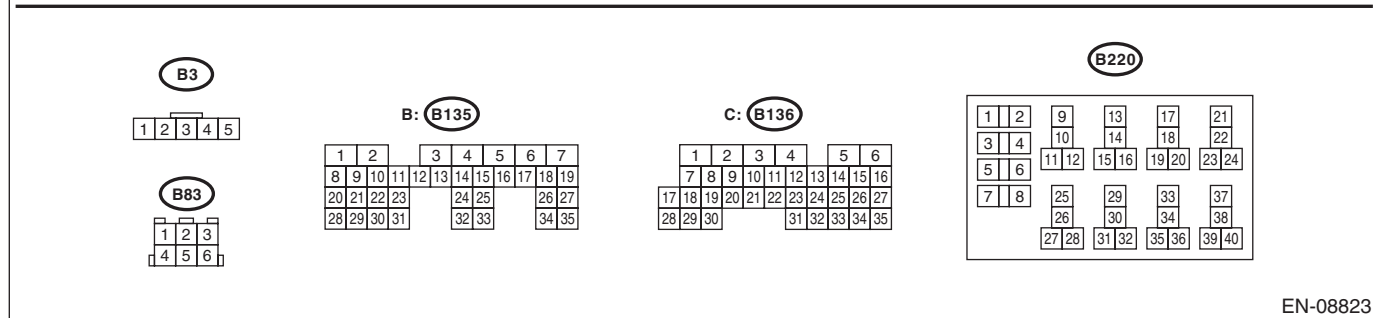 B3
1 2 3 4 5
B83
1 2 3
4 5 6
B: B135
1 2 3 4 5 6 7
8 9 10 11 12 13 14 15 16 17 18 19
20 21 22 23 24 25 26 27
28 29 30 31 32 33 34 35
C: B136
1 2 3 4 5 6
7 8 9 10 11 12 13 14 15 16
17 18 19 20 21 22 23 24 25 26 27
28 29 30 31 32 33 34 35
B220
1 2 9 13 17 21
3 4 10 14 18 22
11 12 15 16 19 20 23 24
5 6
7 8 25 29 33 37
26 30 34 38
27 28 31 32 35 36 39 40
EN-08823